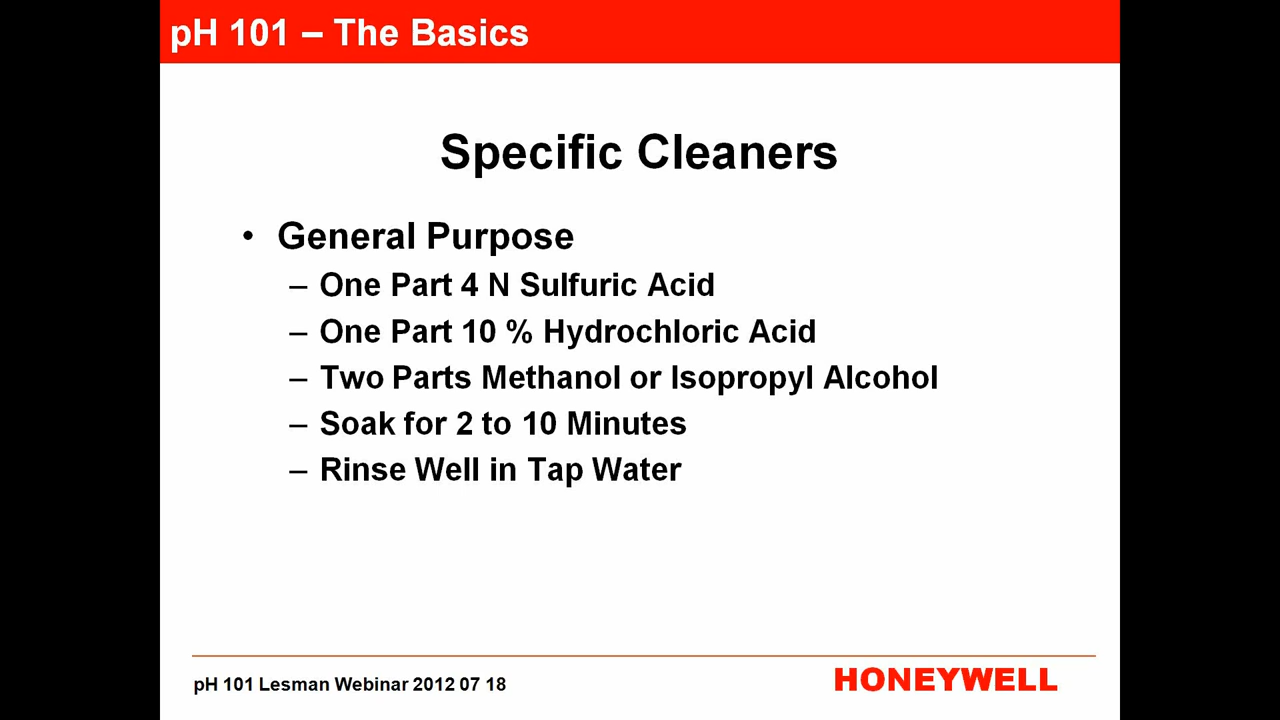 pH 101 – The Basics
Specific Cleaners
• General Purpose
– One Part 4 N Sulfuric Acid
– One Part 10 % Hydrochloric Acid
– Two Parts Methanol or Isopropyl Alcohol
– Soak for 2 to 10 Minutes
– Rinse Well in Tap Water
pH 101 Lesman Webinar 2012 07 18
HONEYWELL